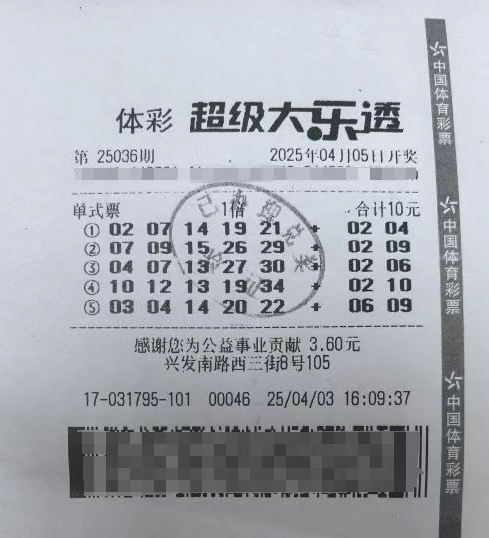 体彩 超级大乐透
第 25036期 2025年04月05日开奖
单式票 1倍 合计10元
① 02 07 14 19 21 + 02 04
② 07 09 15 26 29 + 02 09
③ 04 07 13 27 30 + 02 06
④ 10 12 13 19 34 + 02 10
⑤ 03 04 14 20 22 + 06 09
已办理兑奖
感谢您为公益事业贡献 3.60元
兴发南路西三街8号105
17-031795-101 00046 25/04/03 16:09:37
中国体育彩票
中国体育彩票
中国体育彩票